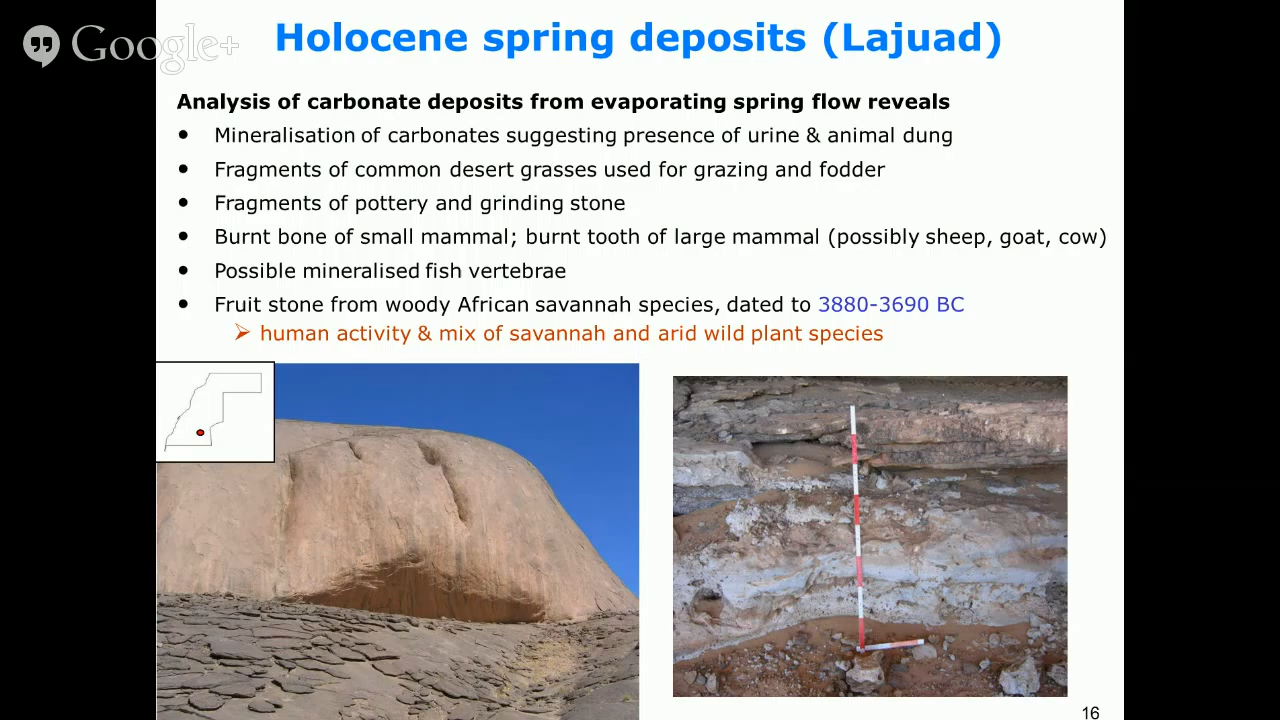 Google+
Holocene spring deposits (Lajuad)
Analysis of carbonate deposits from evaporating spring flow reveals
• Mineralisation of carbonates suggesting presence of urine & animal dung
• Fragments of common desert grasses used for grazing and fodder
• Fragments of pottery and grinding stone
• Burnt bone of small mammal; burnt tooth of large mammal (possibly sheep, goat, cow)
• Possible mineralised fish vertebrae
• Fruit stone from woody African savannah species, dated to 3880-3690 BC
➢ human activity & mix of savannah and arid wild plant species
16